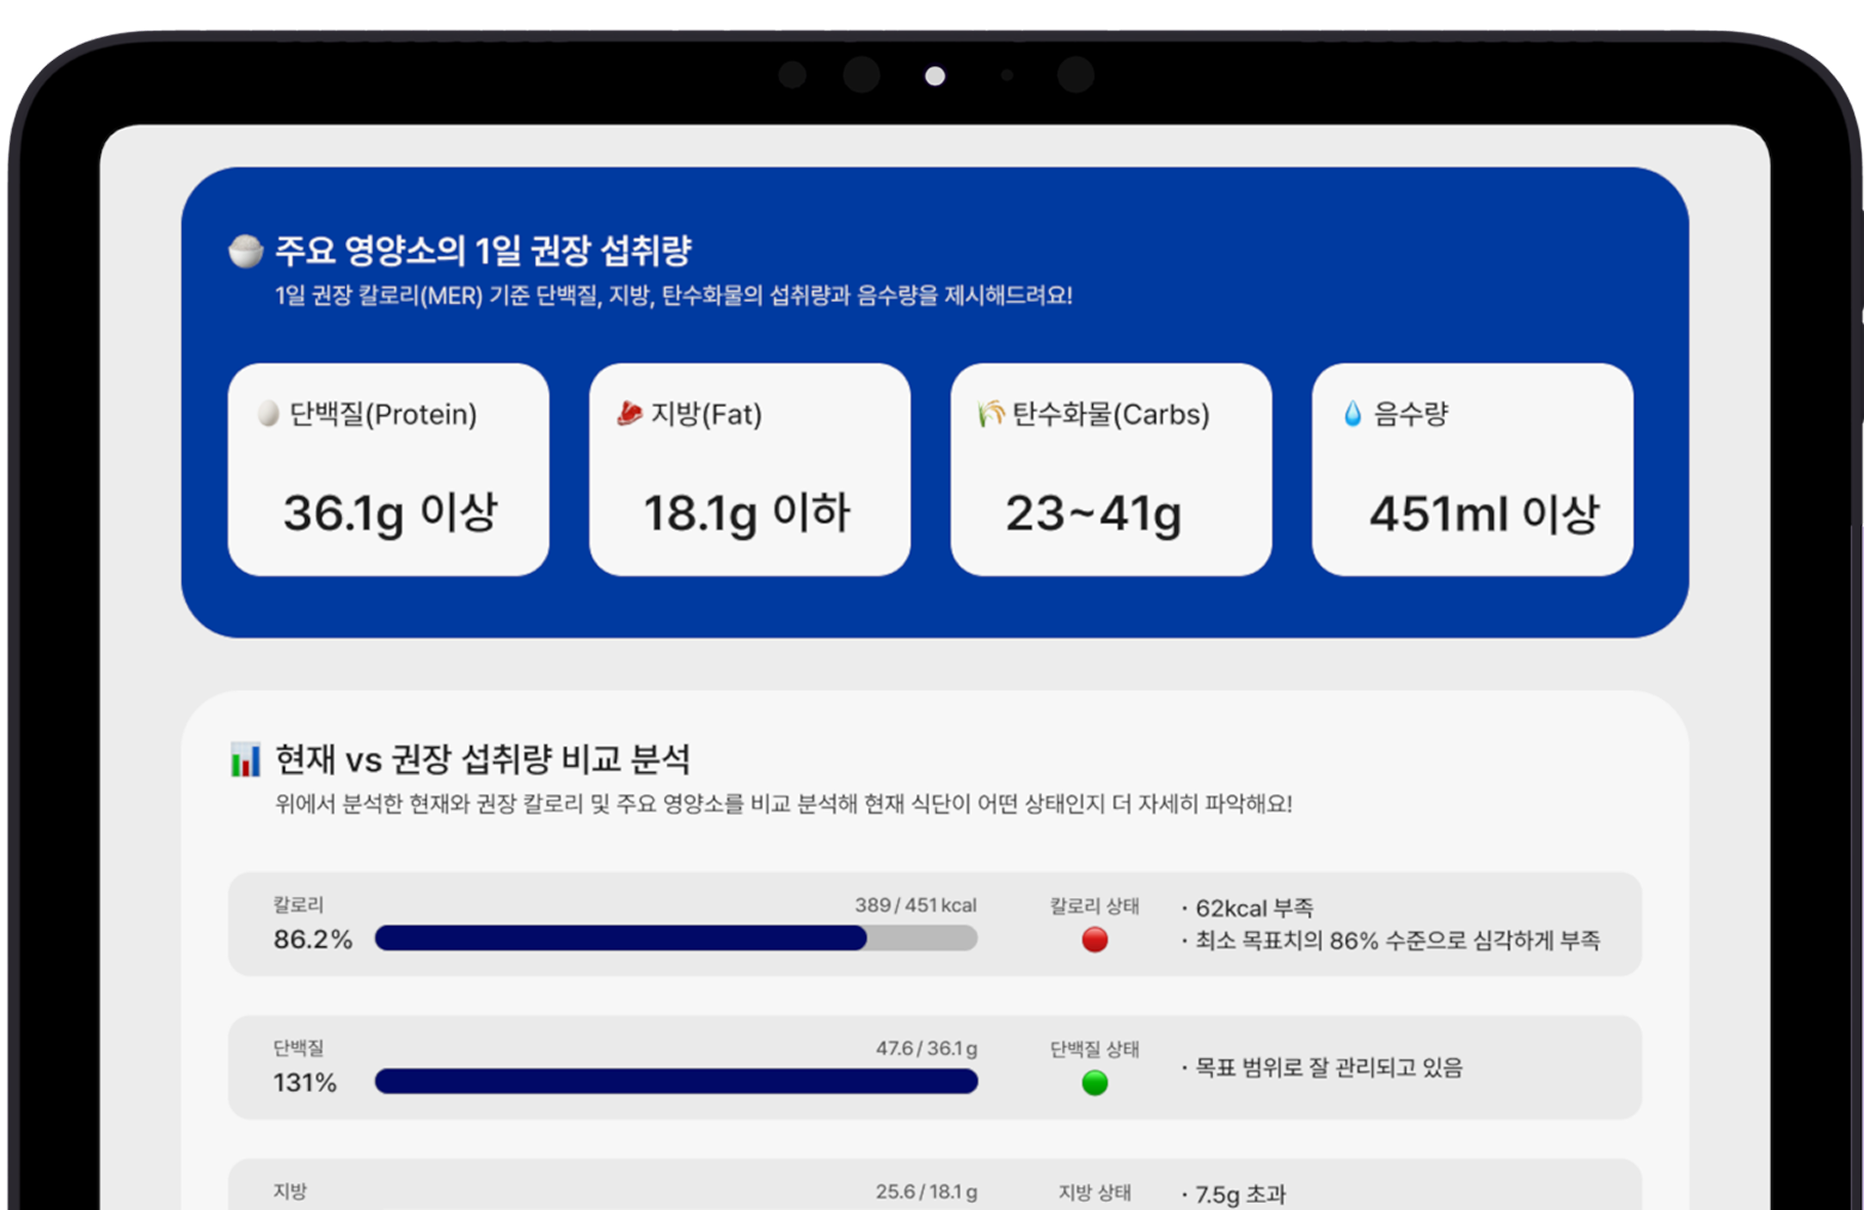 주요 영양소의 1일 권장 섭취량
1일 권장 칼로리(MER) 기준 단백질, 지방, 탄수화물의 섭취량과 음수량을 제시해드려요!
단백질(Protein)
36.1g 이상
지방(Fat)
18.1g 이하
탄수화물(Carbs)
23~41g
음수량
451ml 이상
현재 vs 권장 섭취량 비교 분석
위에서 분석한 현재와 권장 칼로리 및 주요 영양소를 비교 분석해 현재 식단이 어떤 상태인지 더 자세히 파악해요!
칼로리
389 / 451 kcal
86.2%
칼로리 상태
· 62kcal 부족
· 최소 목표치의 86% 수준으로 심각하게 부족
단백질
47.6 / 36.1 g
131%
단백질 상태
· 목표 범위로 잘 관리되고 있음
지방
25.6 / 18.1 g
지방 상태
· 7.5g 초과